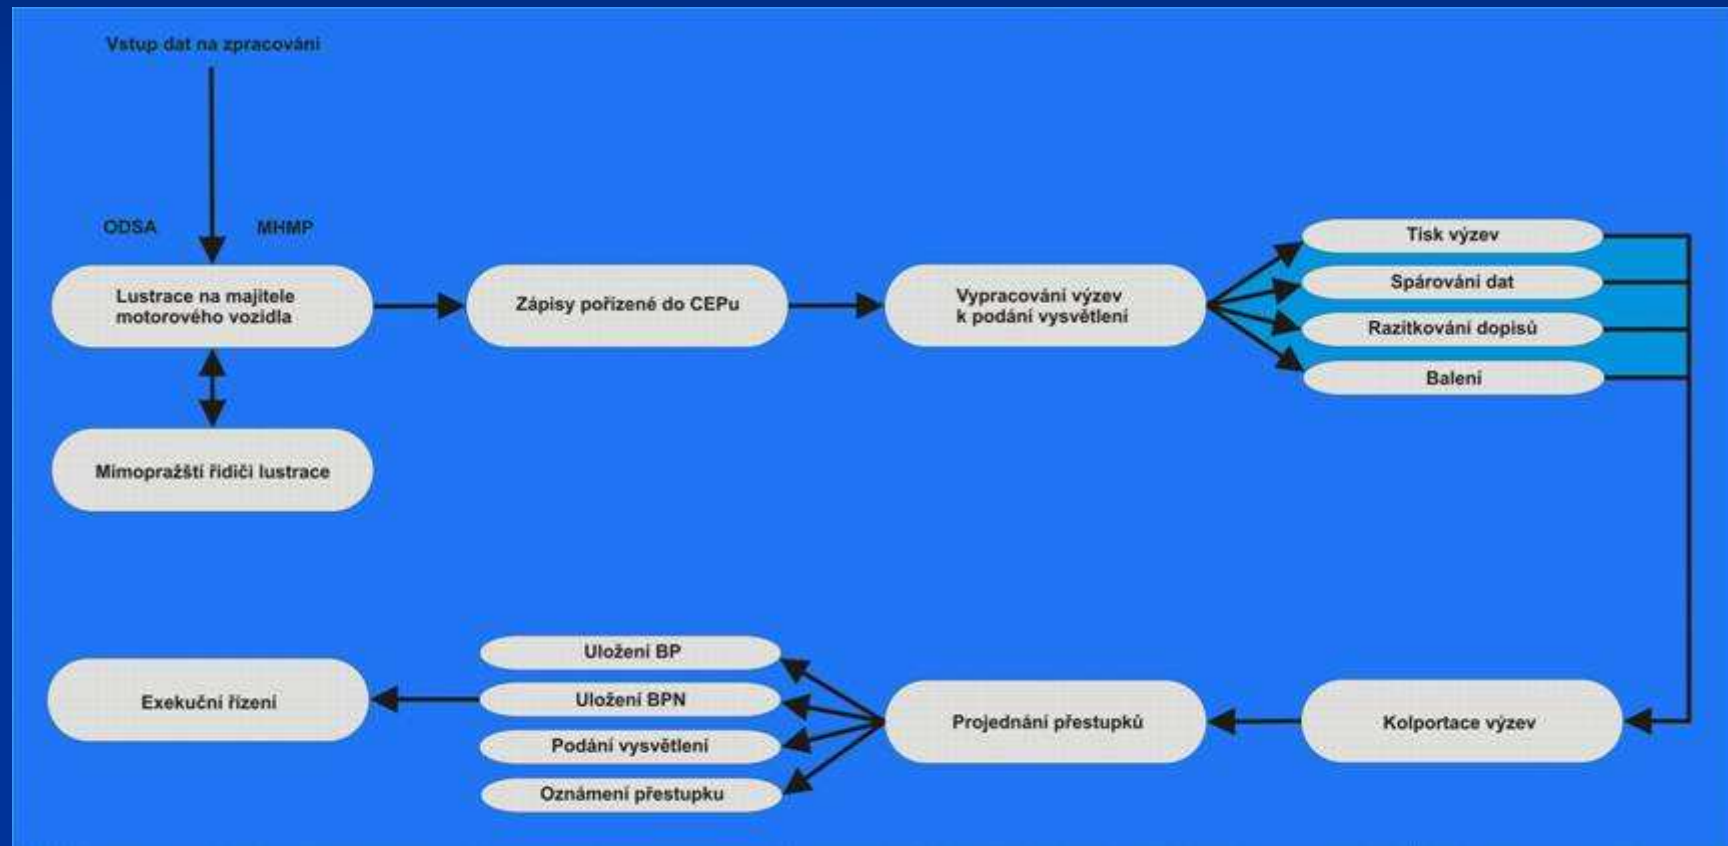 Vstup dat na zpracování
ODSA
MHMP
Lustrace na majitele
motorového vozidla
Mimopražští řidiči lustrace
Zápisy pořízené do CEPu
Vypracování výzev
k podání vysvětlení
Tisk výzev
Spárování dat
Razítkování dopisů
Balení
Kolportace výzev
Projednání přestupků
Uložení BP
Uložení BPN
Podání vysvětlení
Oznámení přestupku
Exekuční řízení